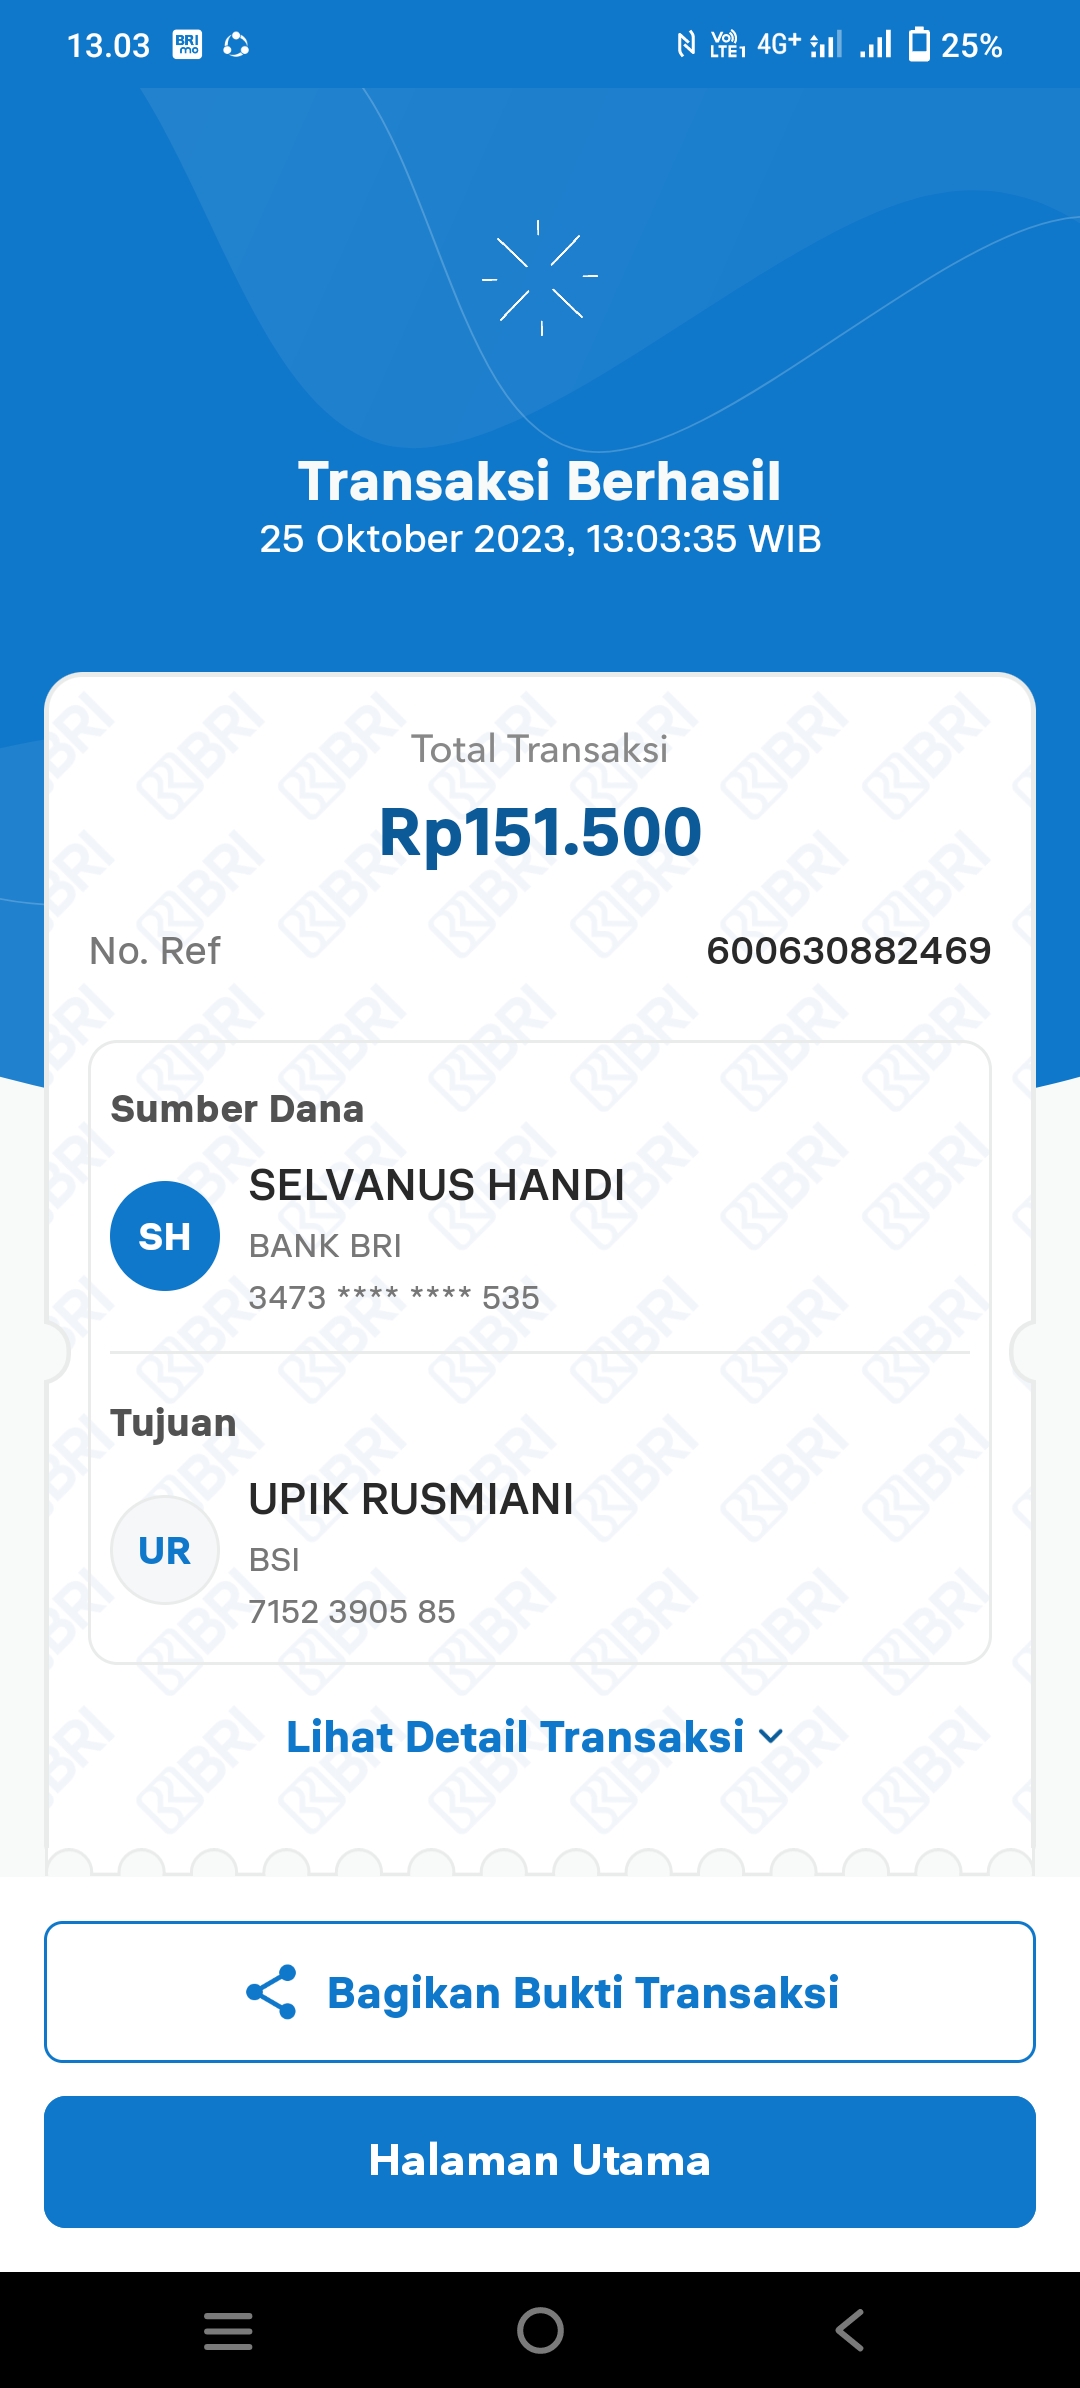 13.03 BRI mo Vo)) LTE1 4G+ 25%
Transaksi Berhasil
25 Oktober 2023, 13:03:35 WIB
Total Transaksi
Rp151.500
No. Ref 600630882469
Sumber Dana
SELVANUS HANDI
SH
BANK BRI
3473 **** **** 535
Tujuan
UPIK RUSMIANI
UR
BSI
7152 3905 85
Lihat Detail Transaksi
Bagikan Bukti Transaksi
Halaman Utama